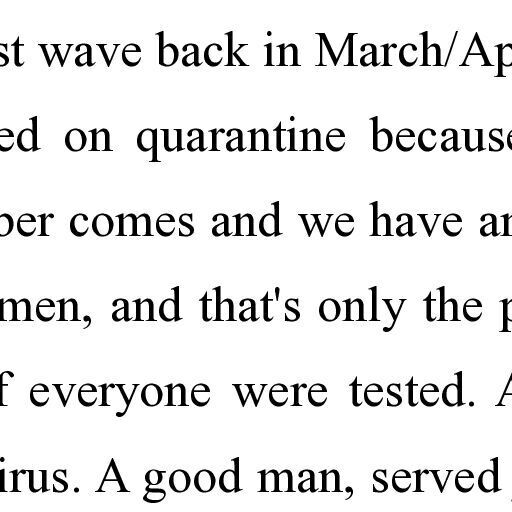 st wave back in March/Ap
ed on quarantine because
ber comes and we have an
men, and that's only the p
f everyone were tested. A
irus. A good man, served